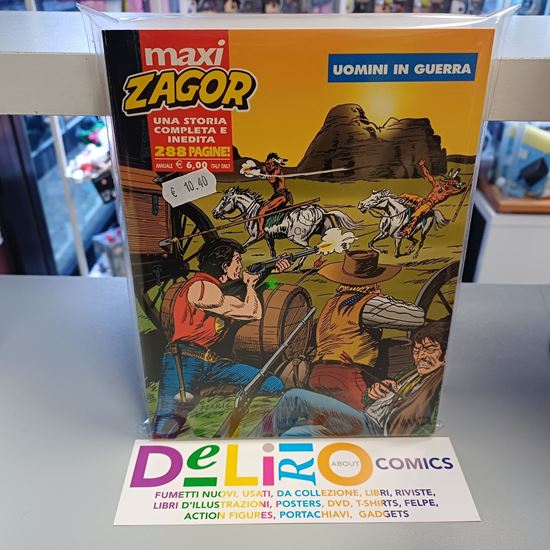 maxi
ZAGOR
UOMINI IN GUERRA
UNA STORIA
COMPLETA E
INEDITA
288 PAGINE!
ANNUALE € 6,00 ITALY ONLY
€ 10.40
FERRI
DeLiRiO ABOUT COMICS
FUMETTI NUOVI, USATI, DA COLLEZIONE, LIBRI, RIVISTE,
LIBRI D'ILLUSTRAZIONI, POSTERS, DVD, T-SHIRTS, FELPE,
ACTION FIGURES, PORTACHIAVI, GADGETS